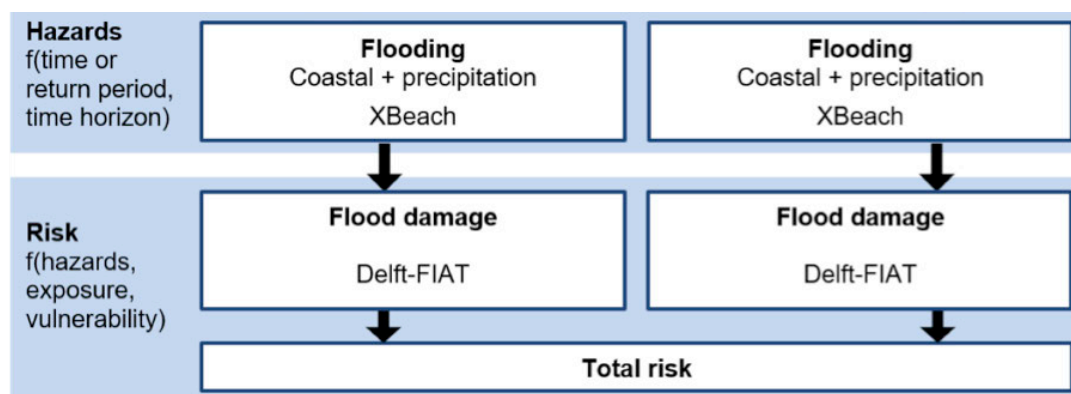 Hazards
f(time or
return period,
time horizon)
Flooding
Coastal + precipitation
XBeach
Flooding
Coastal + precipitation
XBeach
Risk
f(hazards,
exposure,
vulnerability)
Flood damage
Delft-FIAT
Flood damage
Delft-FIAT
Total risk